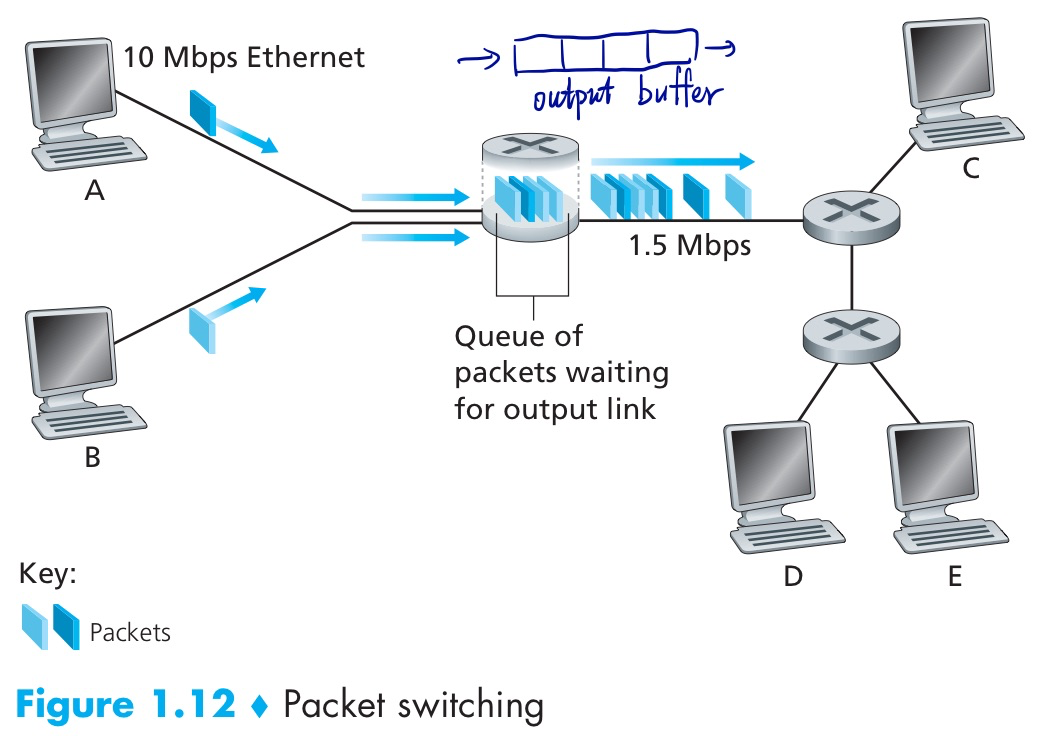 10 Mbps Ethernet
output buffer
A
C
1.5 Mbps
Queue of
packets waiting
for output link
B
D
E
Key:
Packets
Figure 1.12 ♦ Packet switching